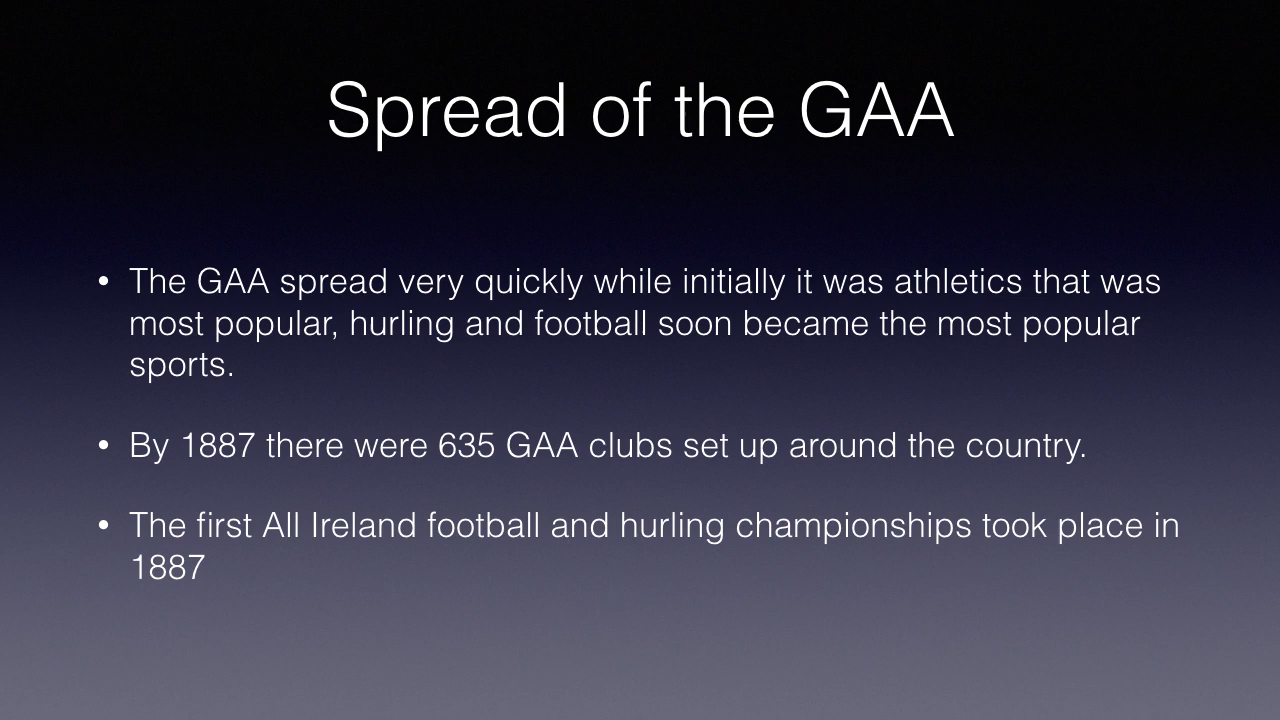 Spread of the GAA
• The GAA spread very quickly while initially it was athletics that was
most popular, hurling and football soon became the most popular
sports.
• By 1887 there were 635 GAA clubs set up around the country.
• The first All Ireland football and hurling championships took place in
1887